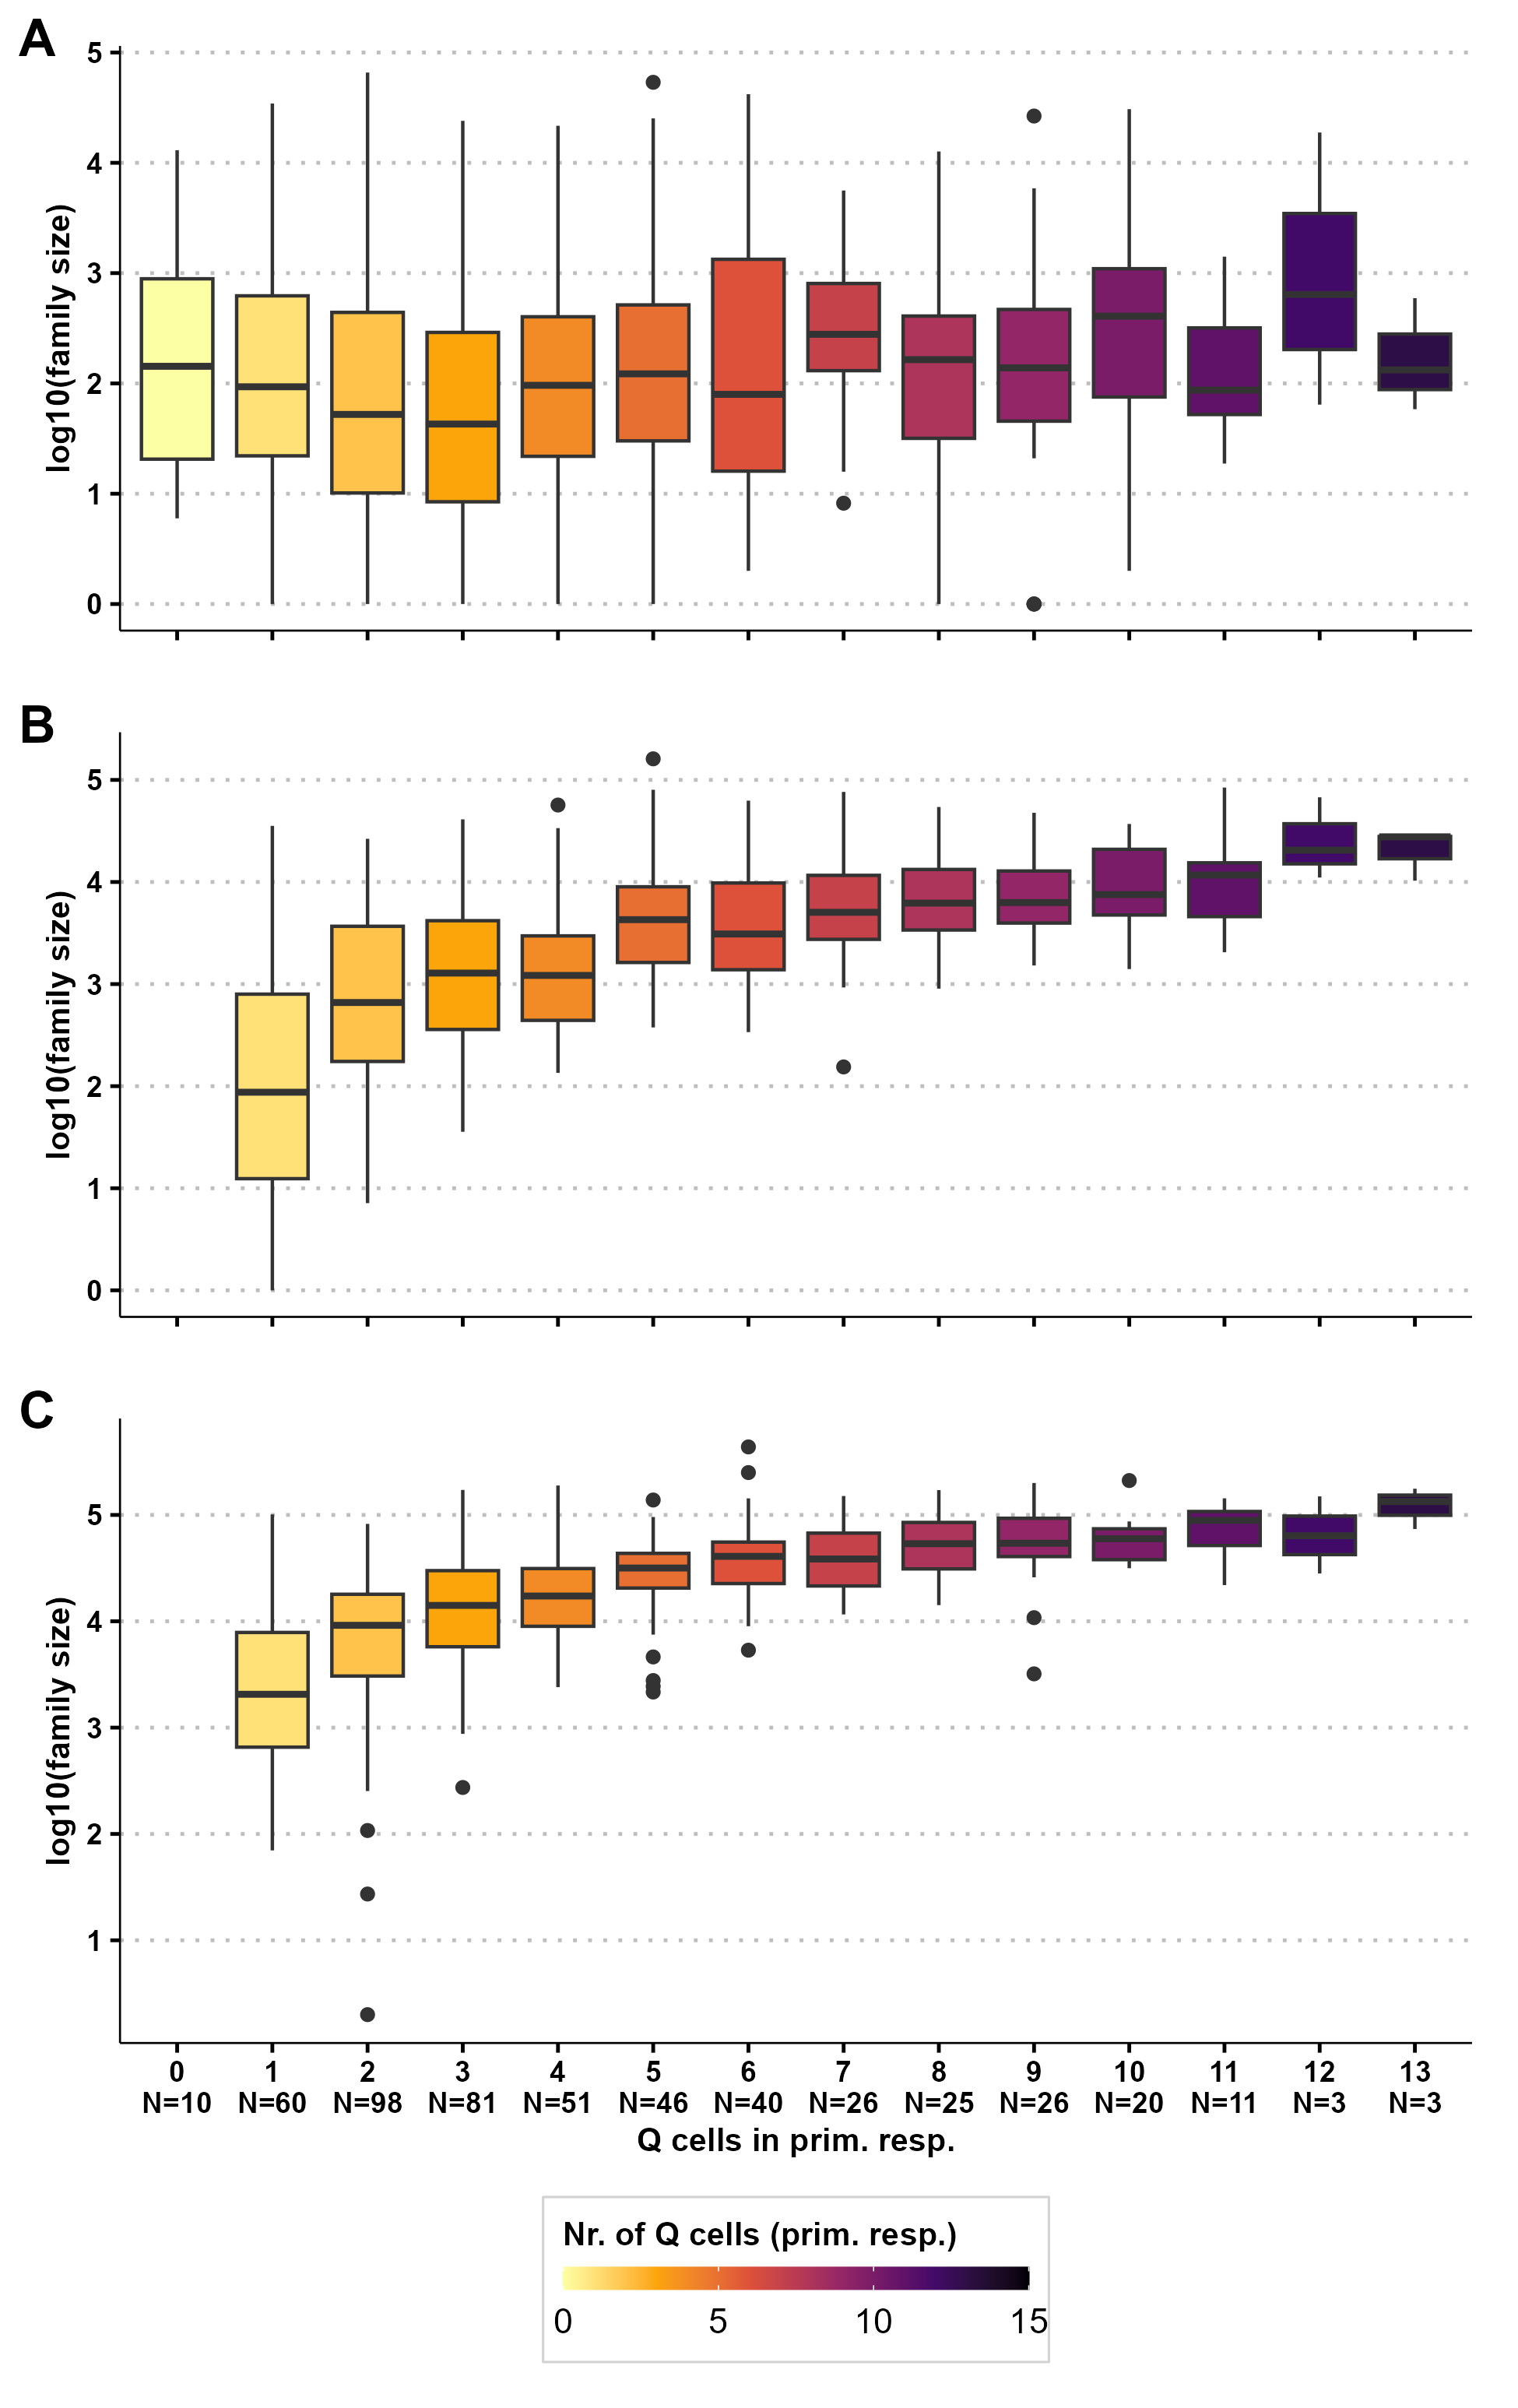 A
5
4
3
2
1
0
log10(family size)
B
5
4
3
2
1
0
log10(family size)
C
5
4
3
2
1
log10(family size)
0 1 2 3 4 5 6 7 8 9 10 11 12 13
N=10 N=60 N=98 N=81 N=51 N=46 N=40 N=26 N=25 N=26 N=20 N=11 N=3 N=3
Q cells in prim. resp.
Nr. of Q cells (prim. resp.)
0 5 10 15